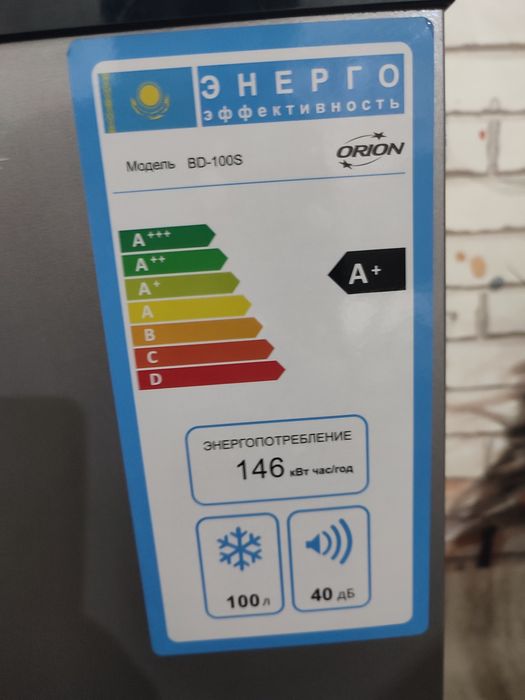 ЭНЕРГО
эффективность
Модель BD-100S
ORION
A+++
A++
A+
A
B
C
D
A+
ЭНЕРГОПОТРЕБЛЕНИЕ
146 кВт час/год
100 л
40 дБ